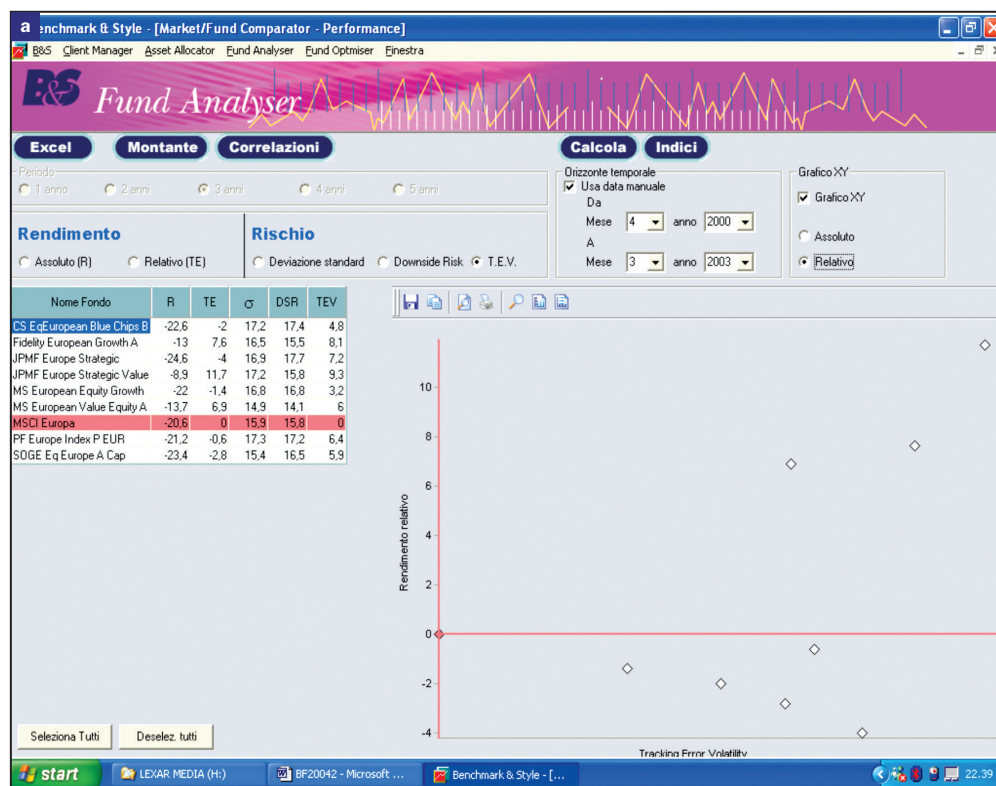 a
Benchmark & Style - [Market/Fund Comparator - Performance]
B&S Client Manager Asset Allocator Fund Analyser Fund Optmiser Finestra
B&S Fund Analyser
Excel Montante Correlazioni Calcola Indici
Periodo
1 anno 2 anni 3 anni 4 anni 5 anni
Orizzonte temporale
Usa data manuale
Da
Mese 4 anno 2000
A
Mese 3 anno 2003
Grafico XY
Grafico XY
Assoluto
Relativo
Rendimento
Assoluto (R) Relativo (TE)
Rischio
Deviazione standard Downside Risk T.E.V.
Nome Fondo R TE σ DSR TEV
CS EqEuropean Blue Chips B -22,6 -2 17,2 17,4 4,8
Fidelity European Growth A -13 7,6 16,5 15,5 8,1
JPMF Europe Strategic -24,6 -4 16,9 17,7 7,2
JPMF Europe Strategic Value -8,9 11,7 17,2 15,8 9,3
MS European Equity Growth -22 -1,4 16,8 16,8 3,2
MS European Value Equity A -13,7 6,9 14,9 14,1 6
MSCI Europa -20,6 0 15,9 15,8 0
PF Europe Index P EUR -21,2 -0,6 17,3 17,2 6,4
SOGE Eq Europe A Cap -23,4 -2,8 15,4 16,5 5,9
Rendimento relativo
10
8
6
4
2
0
-2
-4
Tracking Error Volatility
Seleziona Tutti Deselez. tutti
start LEXAR MEDIA (H:) BF20042 - Microsoft ... Benchmark & Style - [... 22.39